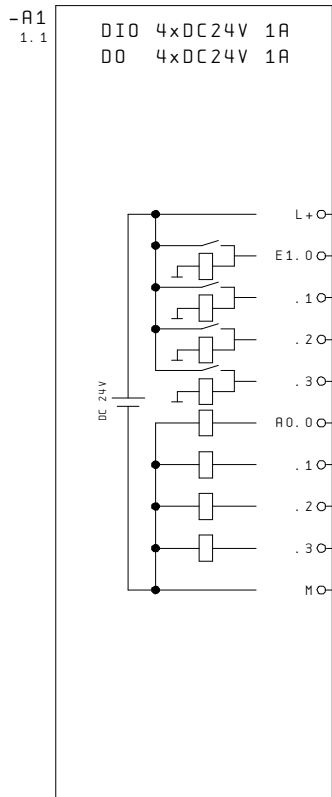 -A1
1.1
DIO 4xDC24V 1A
DO 4xDC24V 1A
L+
E1.0
.1
.2
.3
DC 24V
A0.0
.1
.2
.3
M